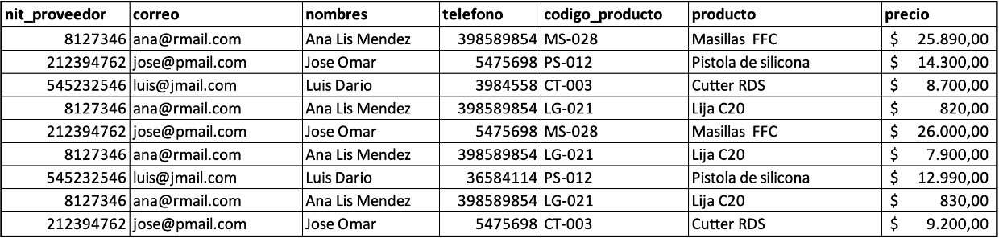 nit_proveedor correo nombres telefono codigo_producto producto precio
8127346 ana@rmail.com Ana Lis Mendez 398589854 MS-028 Masillas FFC $ 25.890,00
212394762 jose@pmail.com Jose Omar 5475698 PS-012 Pistola de silicona $ 14.300,00
545232546 luis@jmail.com Luis Dario 3984558 CT-003 Cutter RDS $ 8.700,00
8127346 ana@rmail.com Ana Lis Mendez 398589854 LG-021 Lija C20 $ 820,00
212394762 jose@pmail.com Jose Omar 5475698 MS-028 Masillas FFC $ 26.000,00
8127346 ana@rmail.com Ana Lis Mendez 398589854 LG-021 Lija C20 $ 7.900,00
545232546 luis@jmail.com Luis Dario 36584114 PS-012 Pistola de silicona $ 12.990,00
8127346 ana@rmail.com Ana Lis Mendez 398589854 LG-021 Lija C20 $ 830,00
212394762 jose@pmail.com Jose Omar 5475698 CT-003 Cutter RDS $ 9.200,00